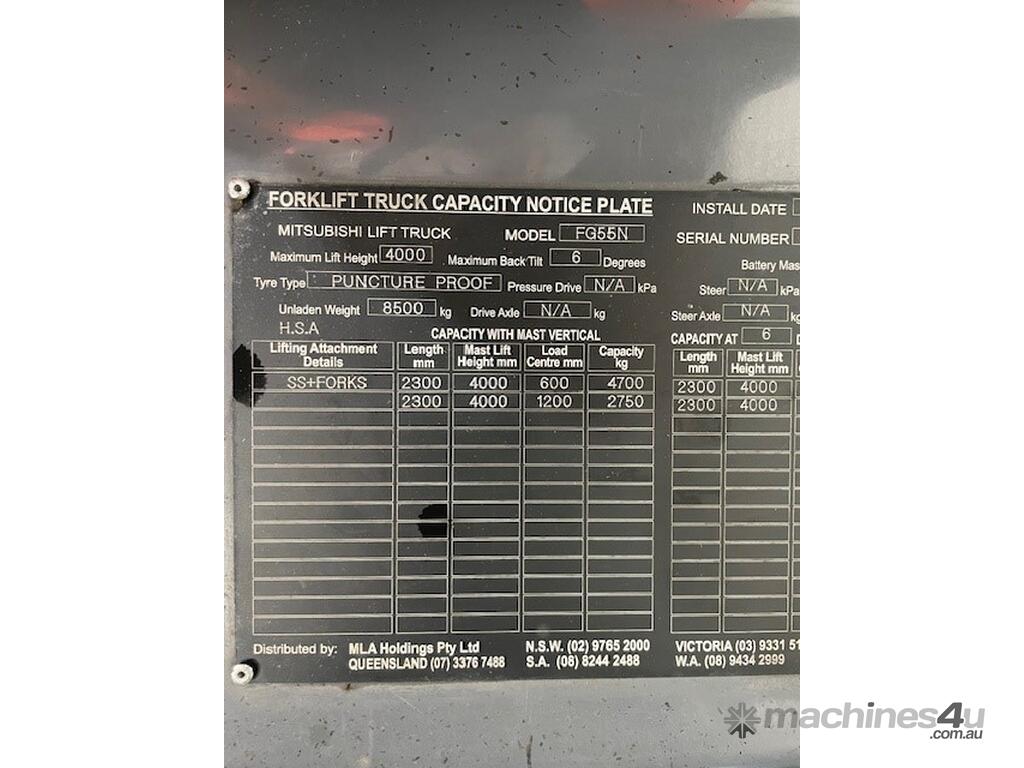 FORKLIFT TRUCK CAPACITY NOTICE PLATE INSTALL DATE
MITSUBISHI LIFT TRUCK MODEL FG55N SERIAL NUMBER
Maximum Lift Height 4000 Maximum Back Tilt 6 Degrees Battery Mas
Tyre Type PUNCTURE PROOF Pressure Drive N/A kPa Steer N/A kPa
Unladen Weight 8500 kg Drive Axle N/A kg Steer Axle N/A kg
H.S.A CAPACITY WITH MAST VERTICAL CAPACITY AT 6 D
Lifting Attachment Details Length mm Mast Lift Height mm Load Centre mm Capacity kg Length mm Mast Lift Height mm
SS+FORKS 2300 4000 600 4700 2300 4000
2300 4000 1200 2750 2300 4000
Distributed by: MLA Holdings Pty Ltd N.S.W. (02) 9765 2000 VICTORIA (03) 9331 51
QUEENSLAND (07) 3376 7488 S.A. (08) 8244 2488 W.A. (08) 9434 2999
machines4u
.com.au